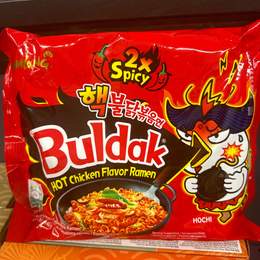 2x
Spicy
핵불닭볶음면
Buldak
HOT Chicken Flavor Ramen
HOCHI